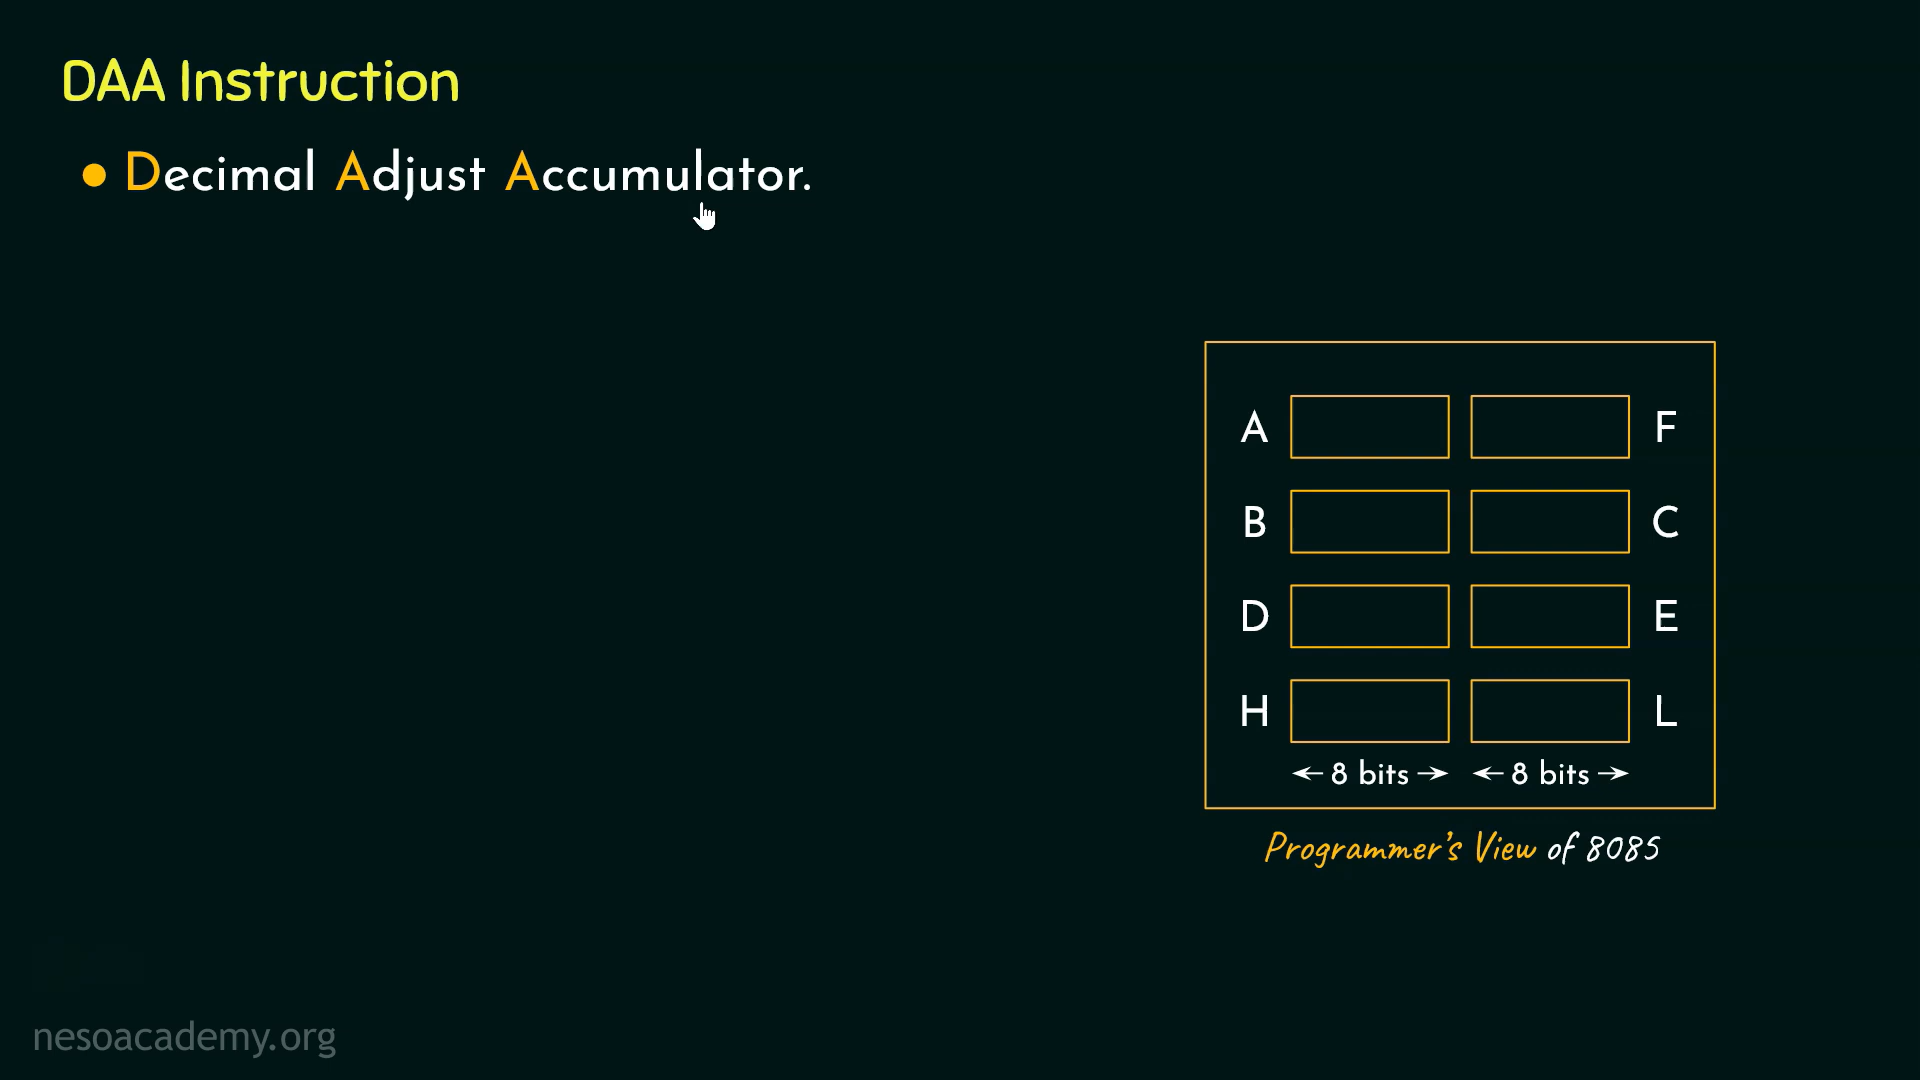 DAA Instruction
● Decimal Adjust Accumulator.
A F
B C
D E
H L
←8 bits→ ←8 bits→
Programmer's View of 8085
nesoacademy.org